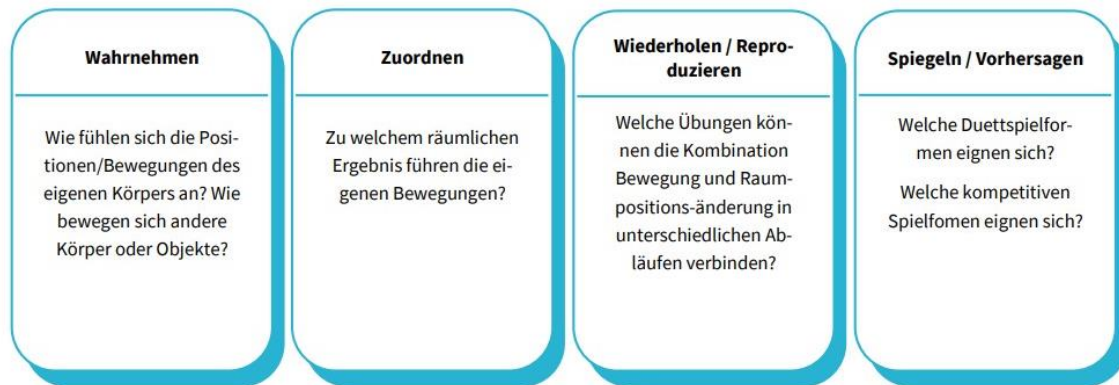 Wahrnehmen
Wie fühlen sich die Posi-
tionen/Bewegungen des
eigenen Körpers an? Wie
bewegen sich andere
Körper oder Objekte?
Zuordnen
Zu welchem räumlichen
Ergebnis führen die ei-
genen Bewegungen?
Wiederholen / Repro-
duzieren
Welche Übungen kön-
nen die Kombination
Bewegung und Raum-
positions-änderung in
unterschiedlichen Ab-
läufen verbinden?
Spiegeln / Vorhersagen
Welche Duettspielfor-
men eignen sich?
Welche kompetitiven
Spielfomen eignen sich?